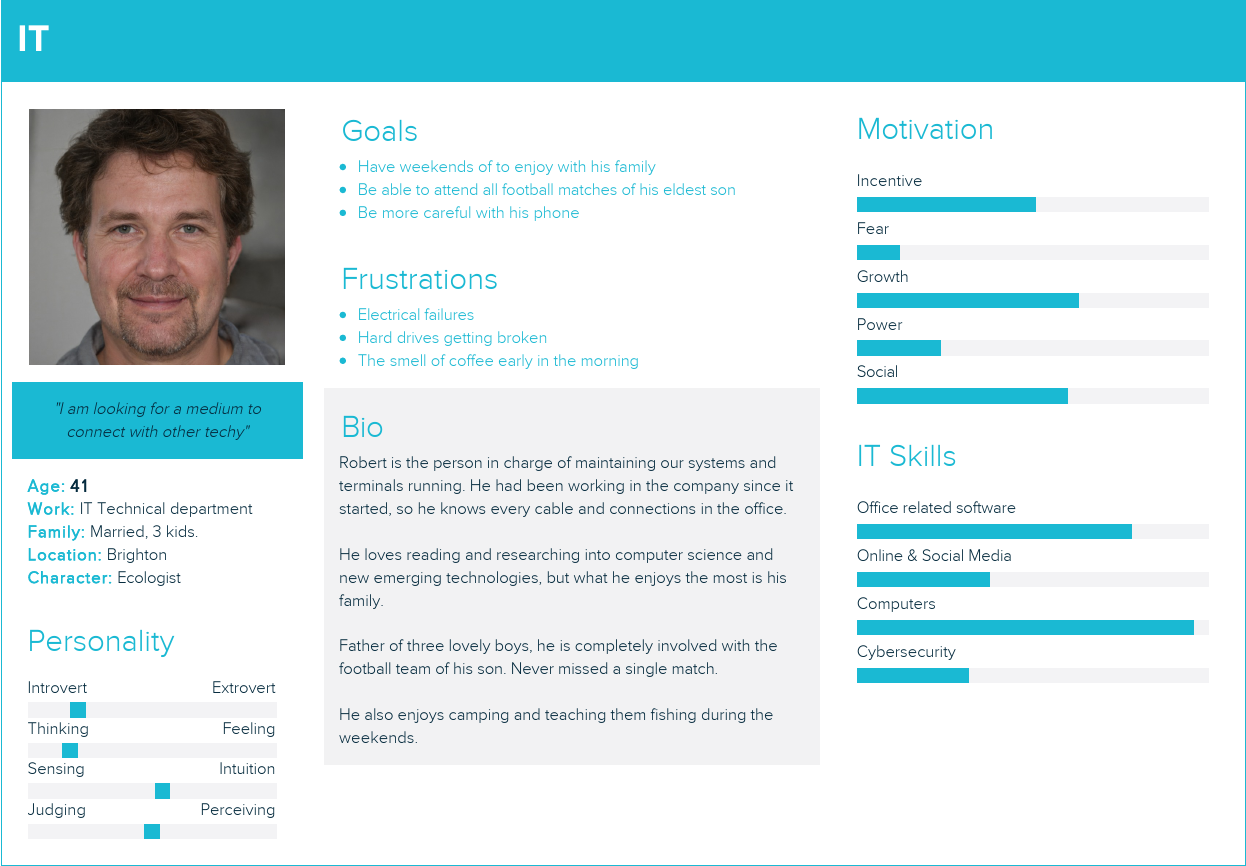 IT
"I am looking for a medium to
connect with other techy"
Age: 41
Work: IT Technical department
Family: Married, 3 kids.
Location: Brighton
Character: Ecologist
Personality
Introvert Extrovert
Thinking Feeling
Sensing Intuition
Judging Perceiving
Goals
Have weekends of to enjoy with his family
Be able to attend all football matches of his eldest son
Be more careful with his phone
Frustrations
Electrical failures
Hard drives getting broken
The smell of coffee early in the morning
Bio
Robert is the person in charge of maintaining our systems and
terminals running. He had been working in the company since it
started, so he knows every cable and connections in the office.
He loves reading and researching into computer science and
new emerging technologies, but what he enjoys the most is his
family.
Father of three lovely boys, he is completely involved with the
football team of his son. Never missed a single match.
He also enjoys camping and teaching them fishing during the
weekends.
Motivation
Incentive
Fear
Growth
Power
Social
IT Skills
Office related software
Online & Social Media
Computers
Cybersecurity